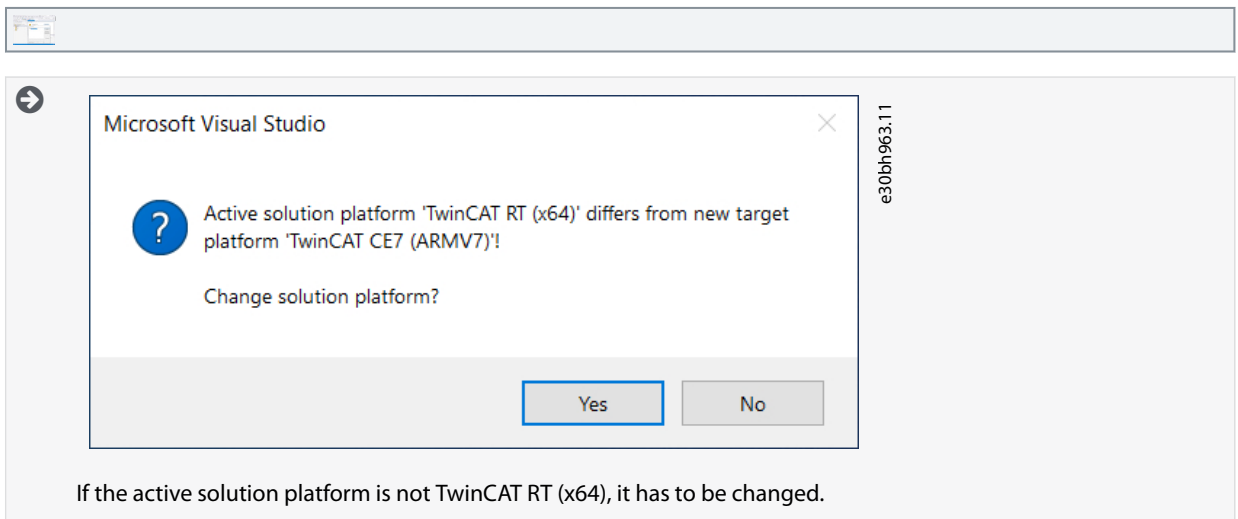 Microsoft Visual Studio
e30bh963.11
Active solution platform 'TwinCAT RT (x64)' differs from new target
platform 'TwinCAT CE7 (ARMV7)'!
Change solution platform?
Yes
No
If the active solution platform is not TwinCAT RT (x64), it has to be changed.